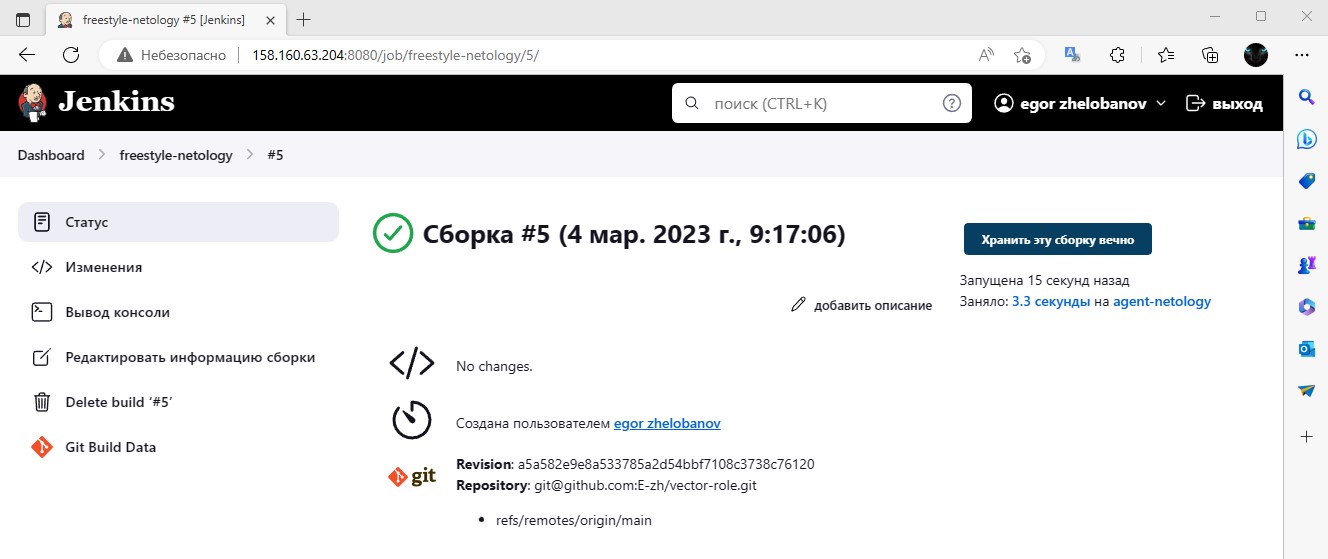 freestyle-netology #5 [Jenkins]
Небезопасно 158.160.63.204:8080/job/freestyle-netology/5/
Jenkins
поиск (CTRL+K)
egor zhelobanov
выход
Dashboard freestyle-netology #5
Статус
Изменения
Вывод консоли
Редактировать информацию сборки
Delete build ‘#5’
Git Build Data
Сборка #5 (4 мар. 2023 г., 9:17:06)
Хранить эту сборку вечно
Запущена 15 секунд назад
Заняло: 3.3 секунды на agent-netology
добавить описание
No changes.
Создана пользователем egor zhelobanov
git
Revision: a5a582e9e8a533785a2d54bbf7108c3738c76120
Repository: git@github.com:E-zh/vector-role.git
refs/remotes/origin/main